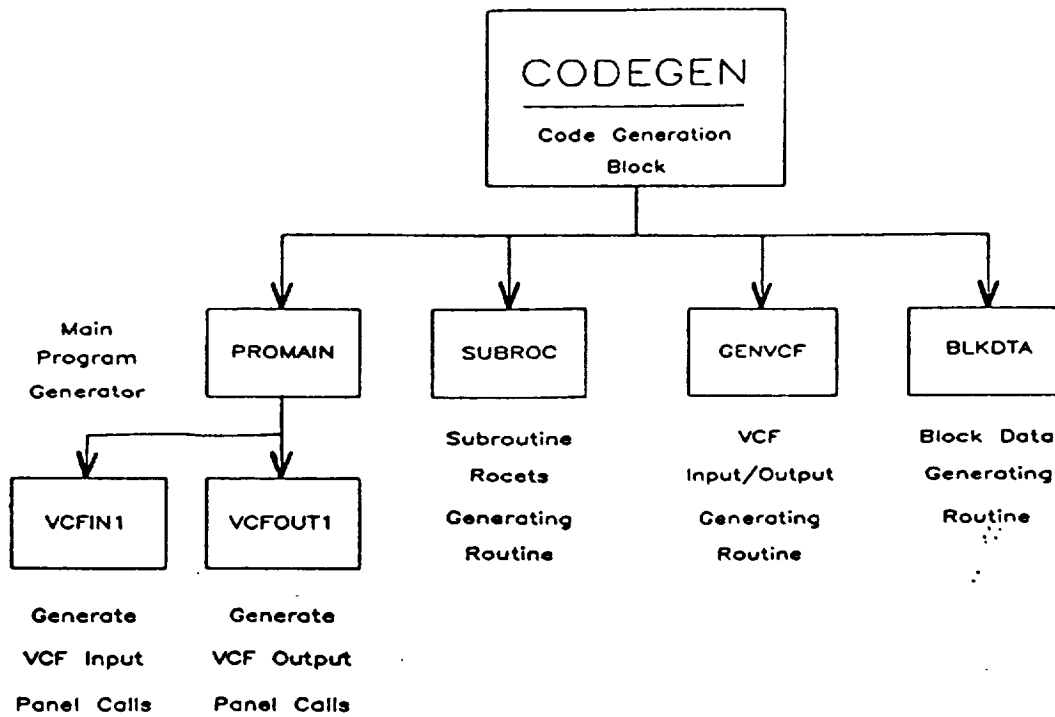 CODEGEN
Code Generation
Block
Main
Program
Generator
PROMAIN
SUBROC
GENVCF
BLKDTA
Subroutine
Rocets
Generating
Routine
VCF
Input/Output
Generating
Routine
Block Data
Generating
Routine
VCFIN1
VCFOUT1
Generate
VCF Input
Panel Calls
Generate
VCF Output
Panel Calls